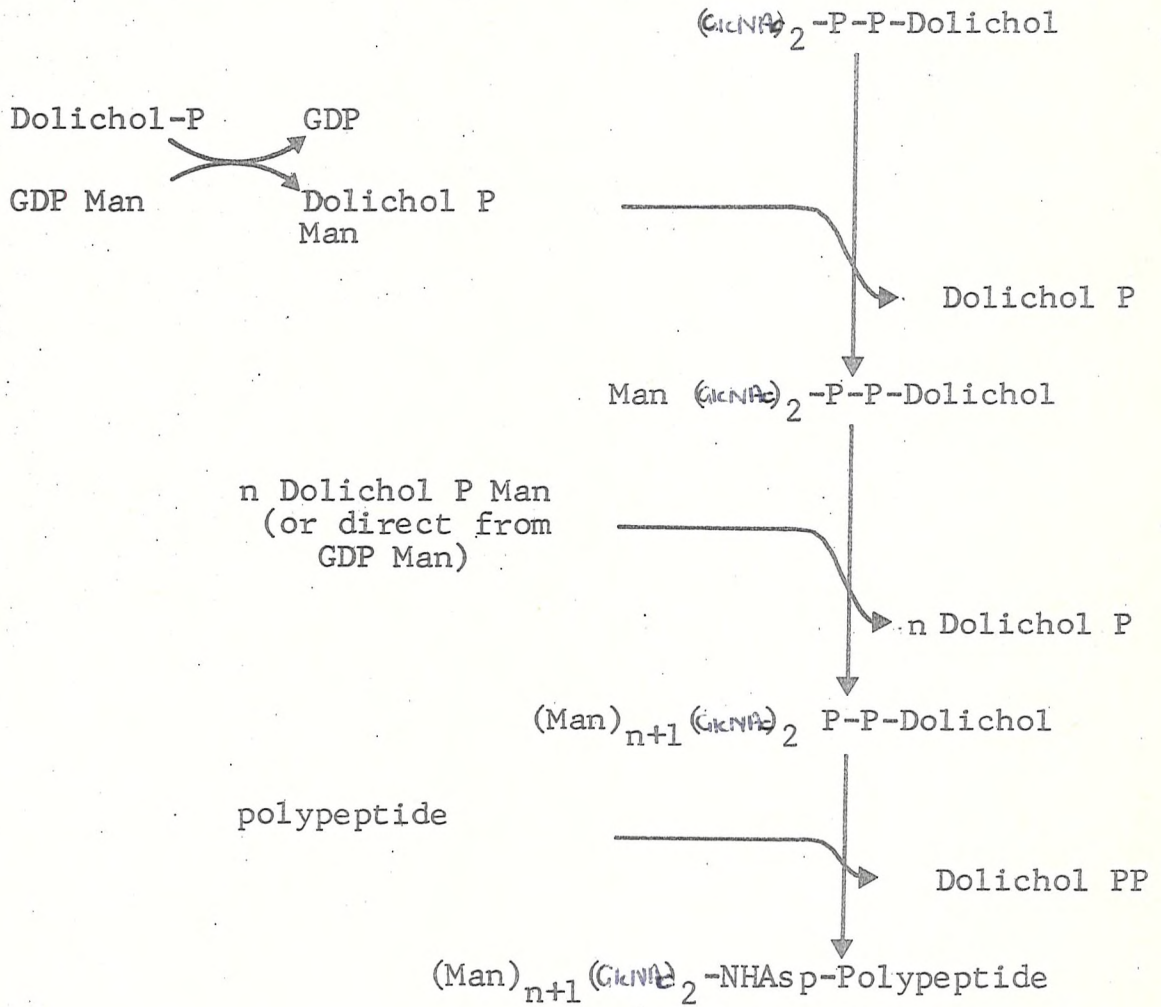 (GlcNAc)2-P-P-Dolichol
Dolichol-P GDP
GDP Man Dolichol P
Man
Dolichol P
Man (GlcNAc)2-P-P-Dolichol
n Dolichol P Man
(or direct from
GDP Man)
n Dolichol P
(Man)n+1(GlcNAc)2 P-P-Dolichol
polypeptide
Dolichol PP
(Man)n+1(GlcNAc)2-NHAsp-Polypeptide